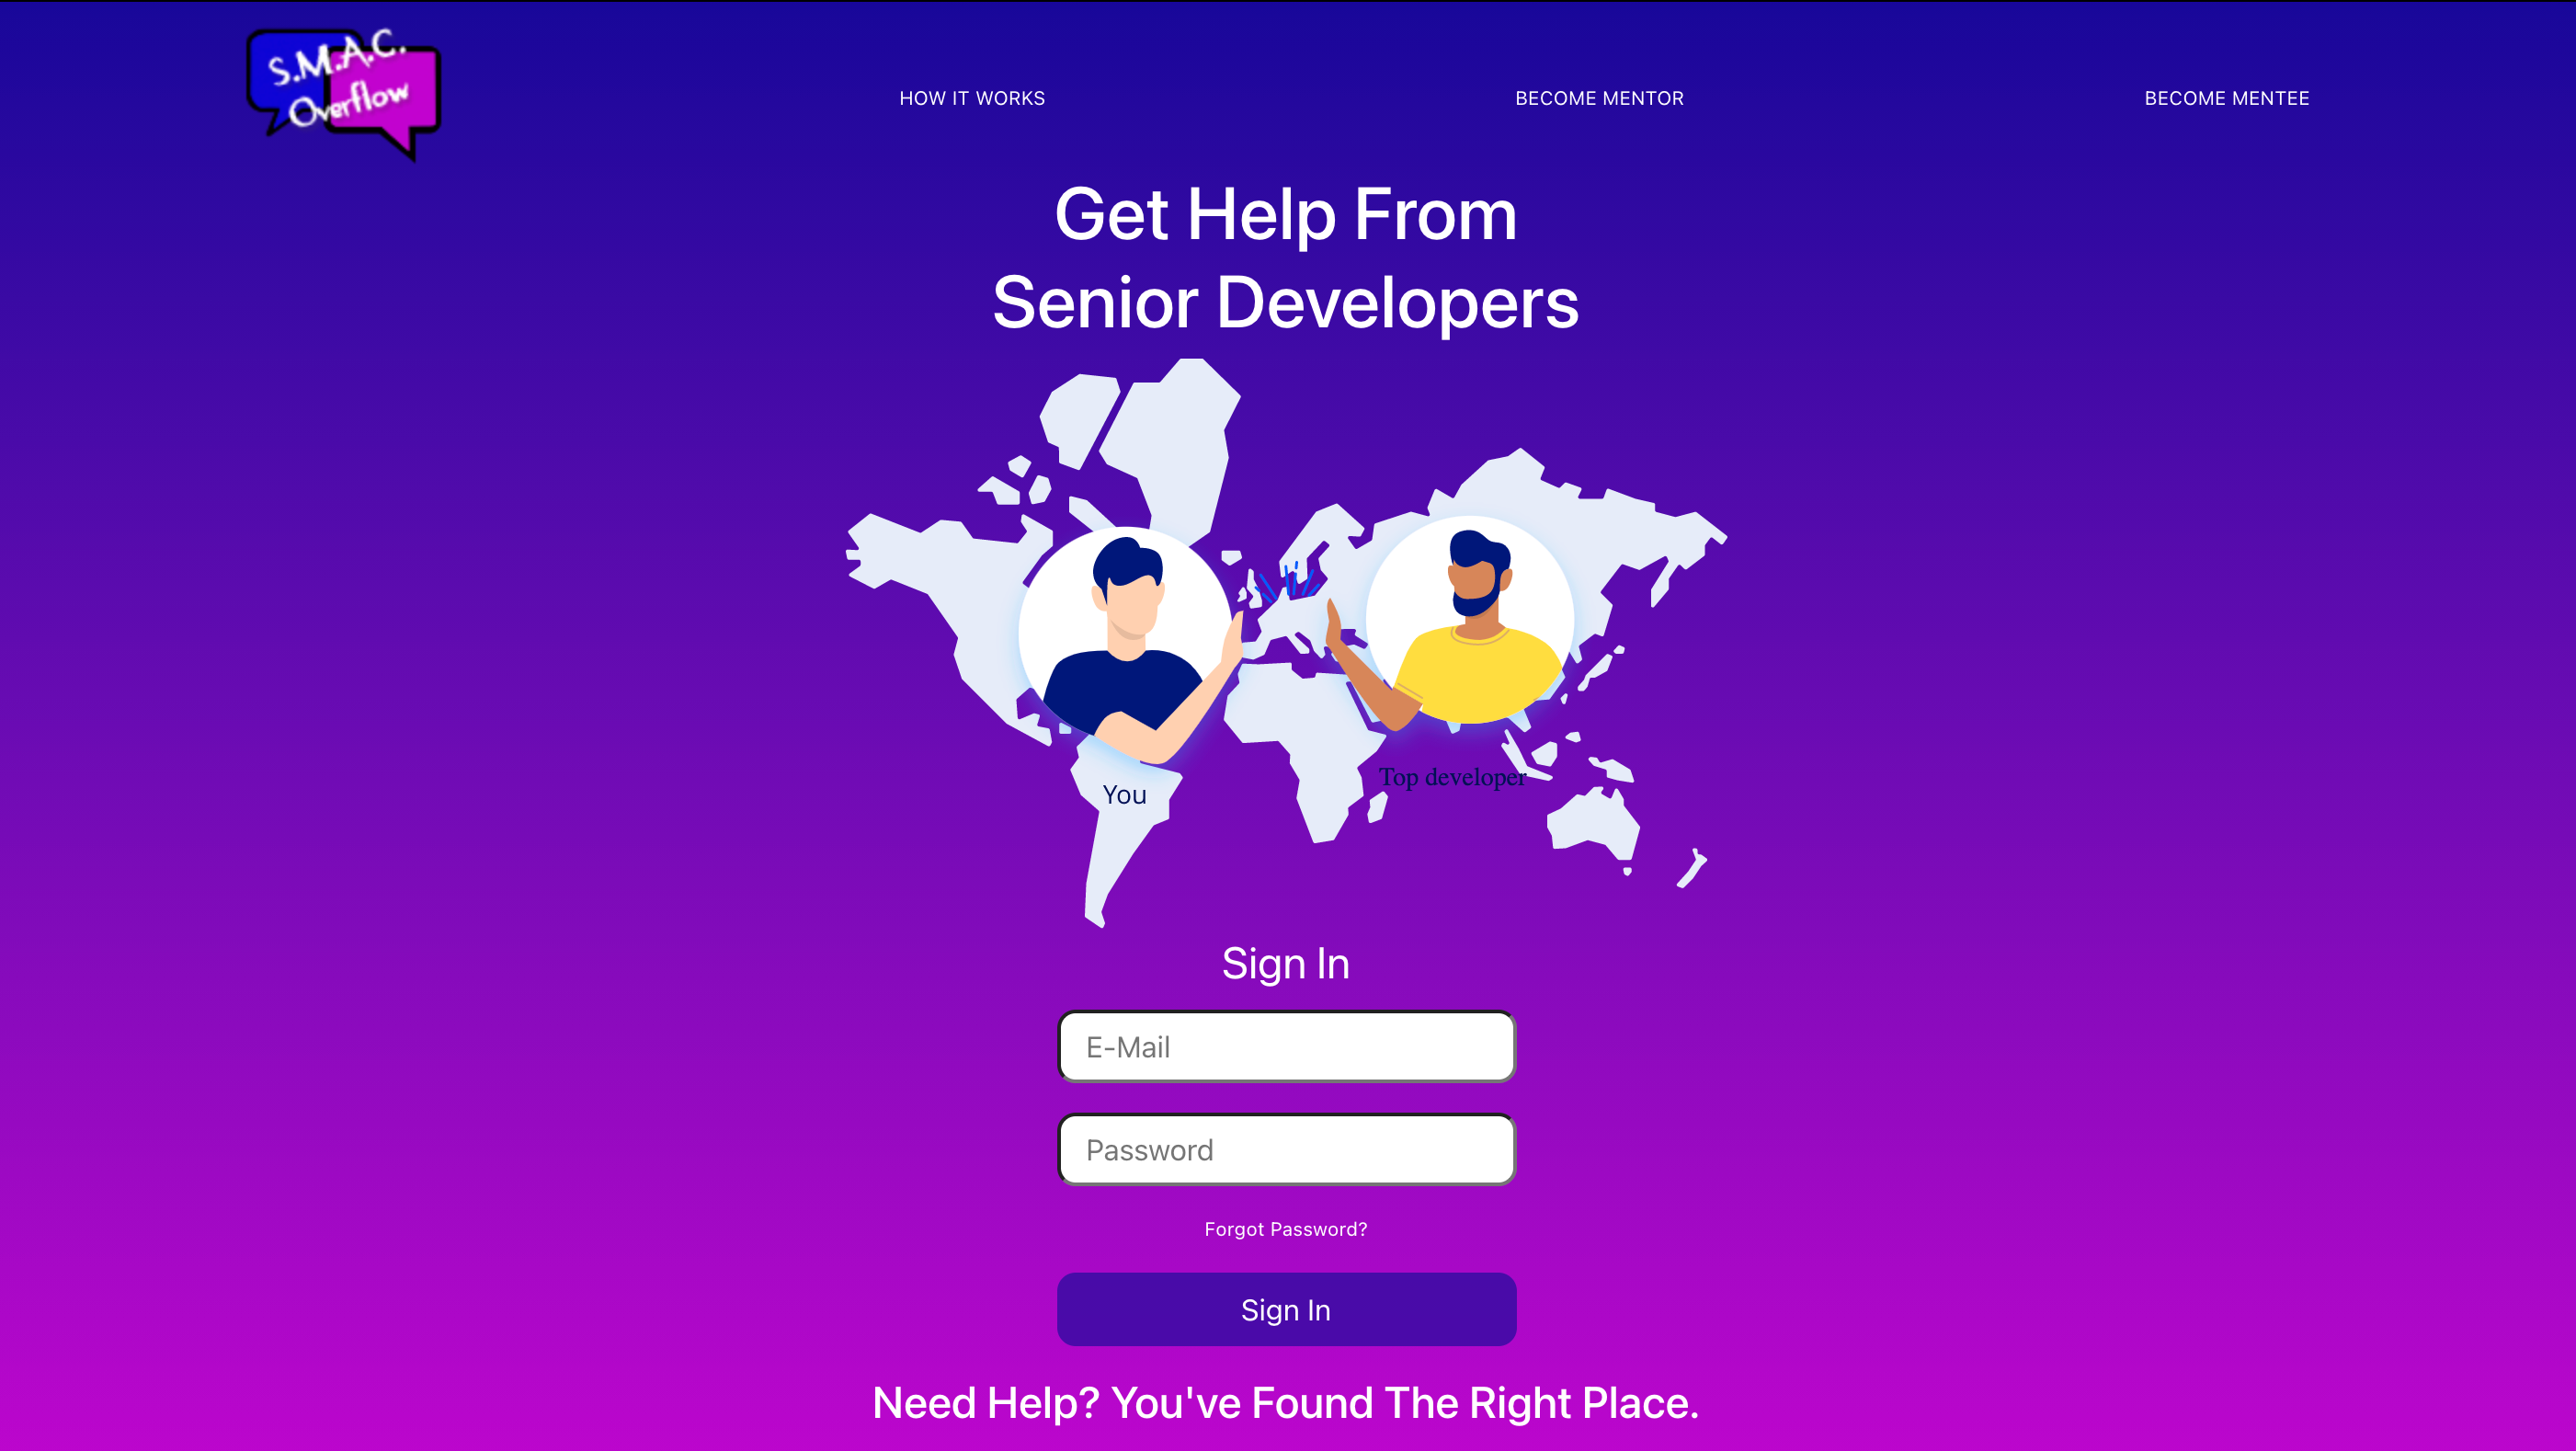 S.M.A.C.
Overflow
HOW IT WORKS
BECOME MENTOR
BECOME MENTEE
Get Help From
Senior Developers
Top developer
You
Sign In
E-Mail
Password
Forgot Password?
Sign In
Need Help? You've Found The Right Place.